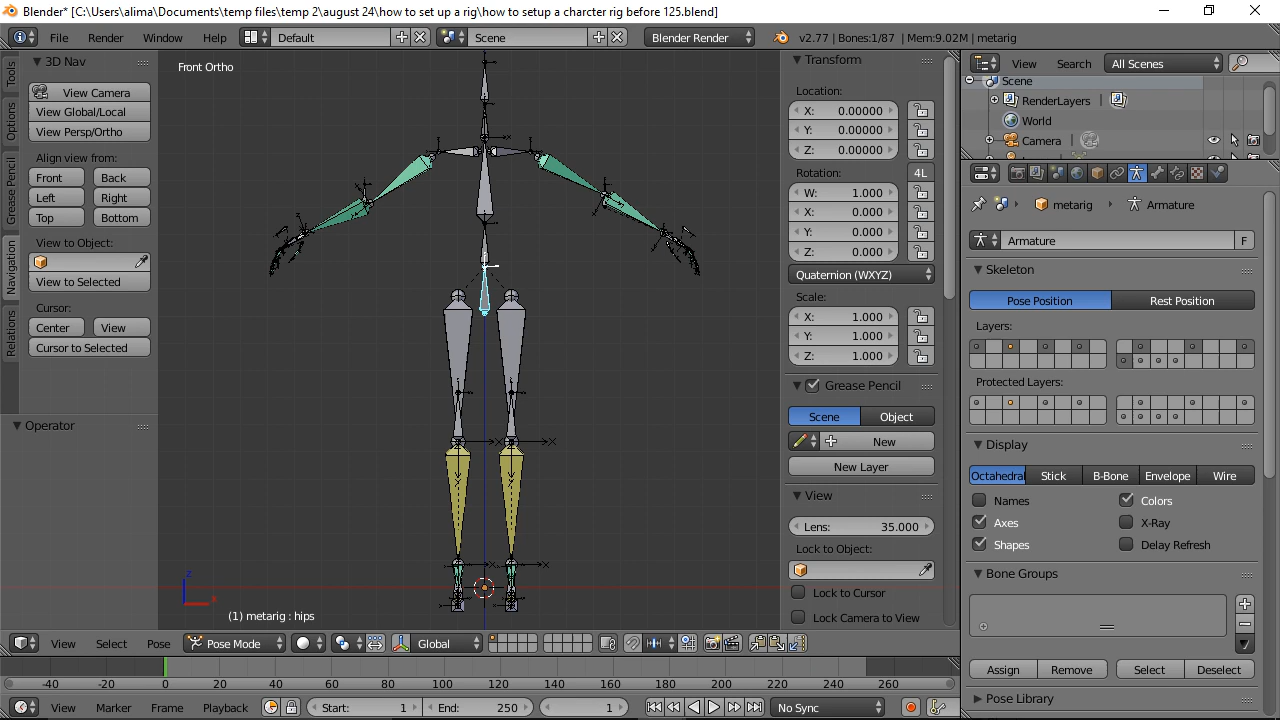 Blender* [C:\Users\alima\Documents\temp files\temp 2\august 24\how to set up a rig\how to setup a charcter rig before 125.blend]
File Render Window Help Default Scene Blender Render v2.77 | Bones:1/87 | Mem:9.02M | metarig
Tools
Options
Grease Pencil
Navigation
Relations
3D Nav
View Camera
View Global/Local
View Persp/Ortho
Align view from:
Front Back
Left Right
Top Bottom
View to Object:
View to Selected
Cursor:
Center View
Cursor to Selected
Operator
Front Ortho
z
x
(1) metarig : hips
Transform
Location:
X: 0.00000
Y: 0.00000
Z: 0.00000
Rotation: 4L
W: 1.000
X: 0.000
Y: 0.000
Z: 0.000
Quaternion (WXYZ)
Scale:
X: 1.000
Y: 1.000
Z: 1.000
Grease Pencil
Scene Object
New
New Layer
View
Lens: 35.000
Lock to Object:
Lock to Cursor
Lock Camera to View
View Select Pose Pose Mode Global
-40 -20 0 20 40 60 80 100 120 140 160 180 200 220 240 260
View Marker Frame Playback Start: 1 End: 250 1 No Sync
View Search All Scenes
Scene
RenderLayers
World
Camera
metarig Armature
Armature F
Skeleton
Pose Position Rest Position
Layers:
Protected Layers:
Display
Octahedral Stick B-Bone Envelope Wire
Names Colors
Axes X-Ray
Shapes Delay Refresh
Bone Groups
Assign Remove Select Deselect
Pose Library